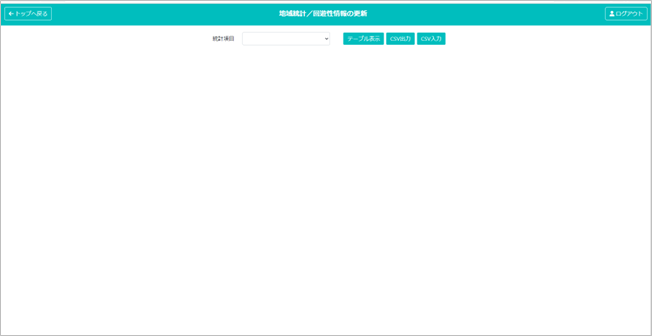 トップへ戻る
地域統計／回遊性情報の更新
ログアウト
統計項目
テーブル表示
CSV出力
CSV入力